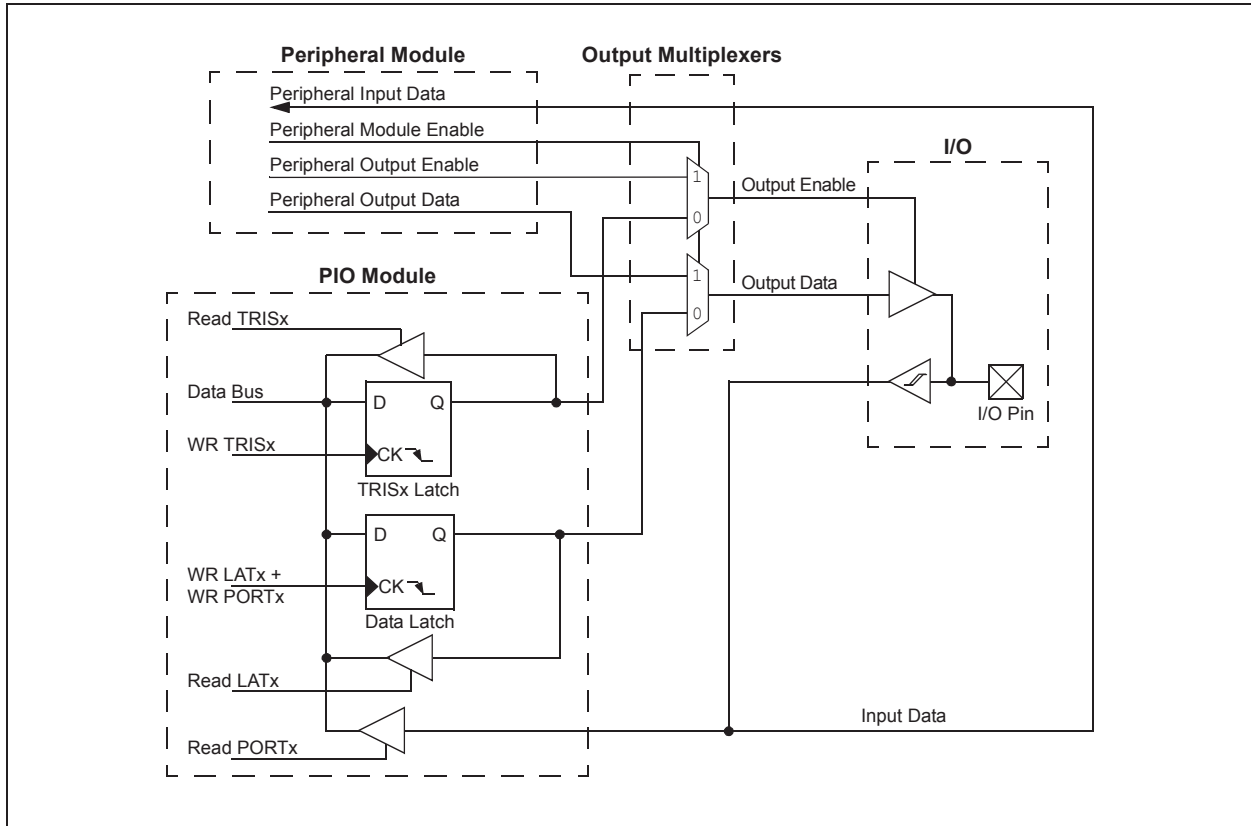 Peripheral Module
Output Multiplexers
Peripheral Input Data
Peripheral Module Enable
Peripheral Output Enable
Peripheral Output Data
I/O
1
0
Output Enable
1
0
Output Data
PIO Module
Read TRISx
Data Bus
D Q
WR TRISx
CK
TRISx Latch
I/O Pin
D Q
WR LATx +
WR PORTx
CK
Data Latch
Read LATx
Input Data
Read PORTx